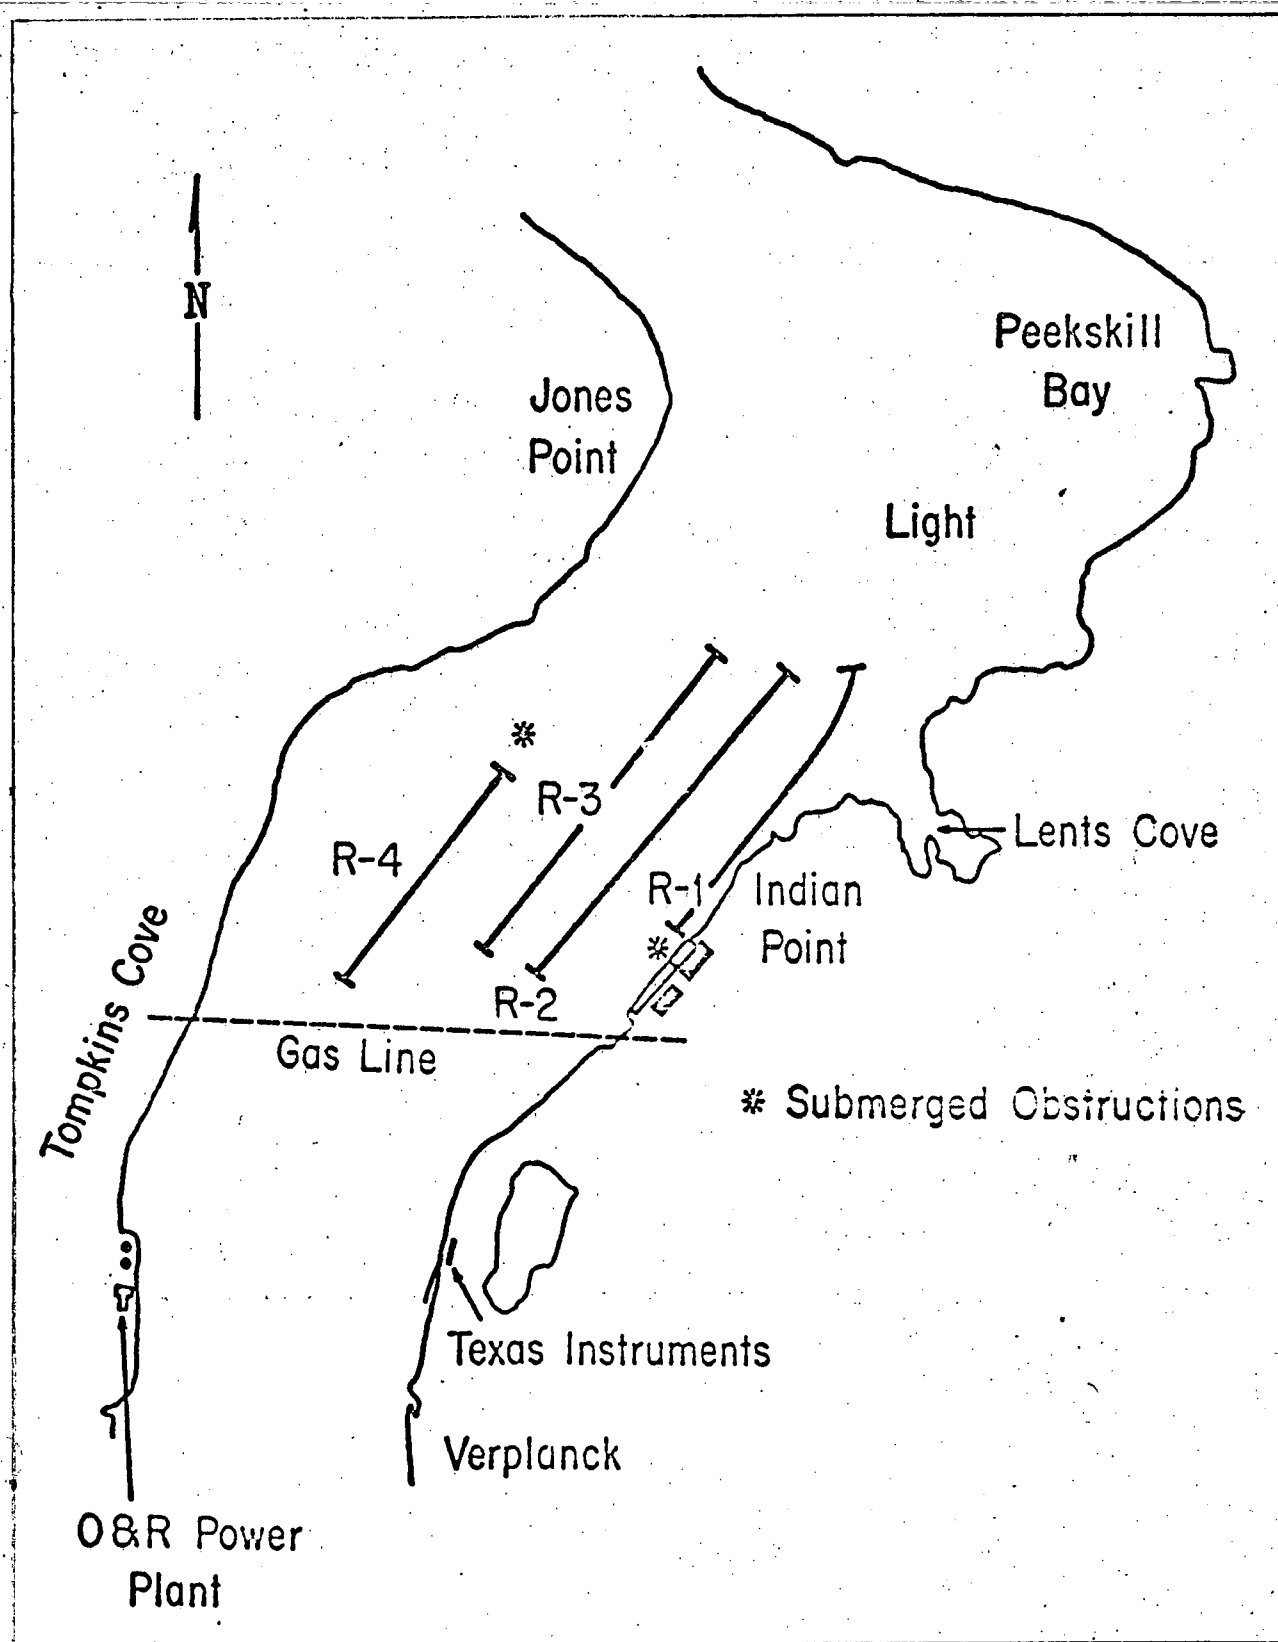 N
Peekskill
Bay
Jones
Point
Light
R-3
Lents Cove
R-4
R-1
Indian
Point
Tompkins Cove
R-2
Gas Line
* Submerged Obstructions
Texas Instruments
Verplanck
O&R Power
Plant